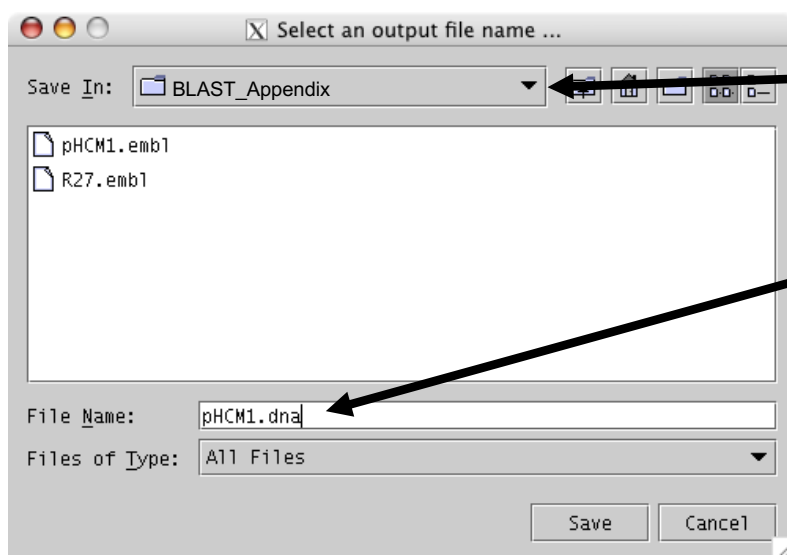 Select an output file name ...
Save In: BLAST_Appendix
pHCM1.embl
R27.embl
File Name: pHCM1.dna
Files of Type: All Files
Save Cancel